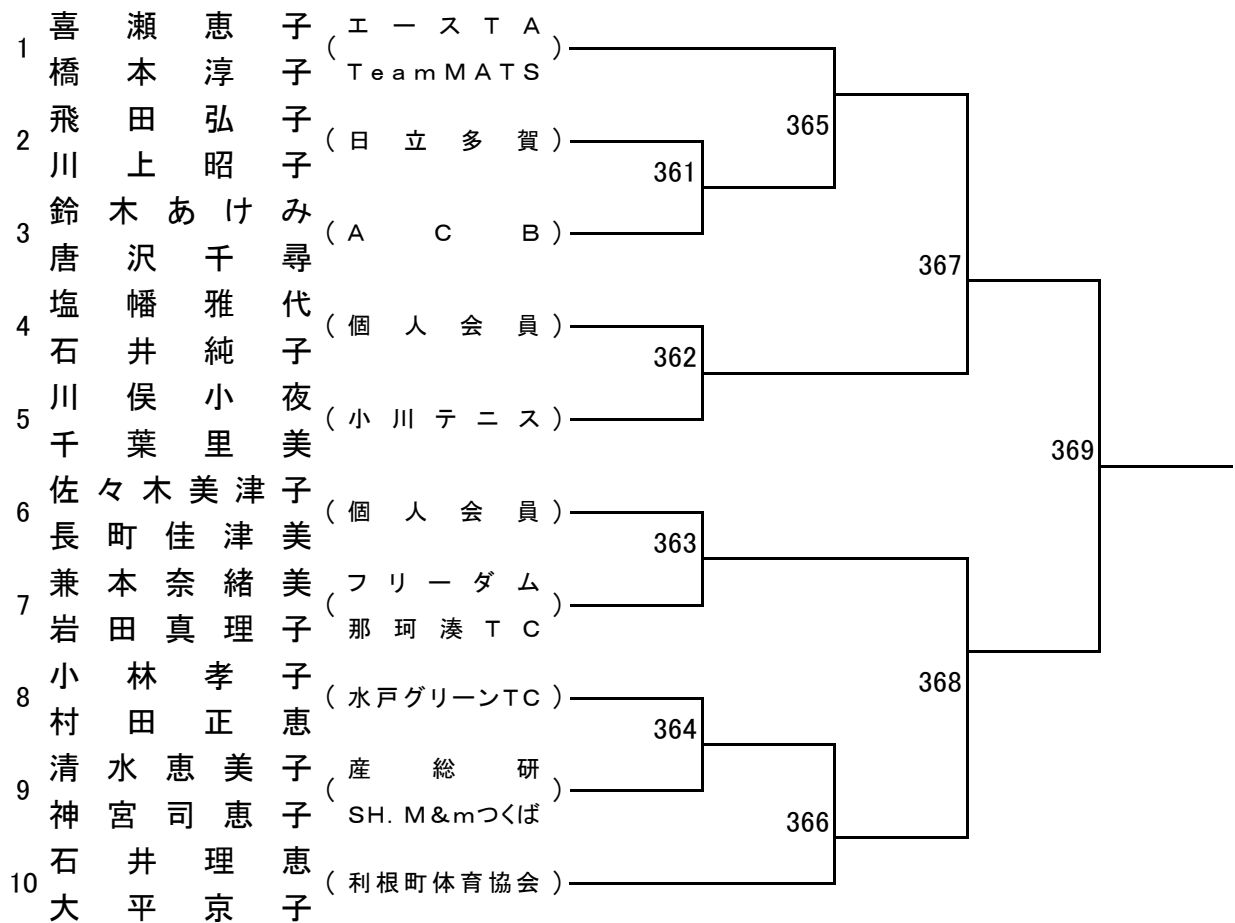 1 喜瀬恵子 (エースTA
橋本淳子 TeamMATS)
2 飛田弘子 (日立多賀)
川上昭子
3 鈴木あけみ (ACB)
唐沢千尋
4 塩幡雅代 (個人会員)
石井純子
5 川俣小夜 (小川テニス)
千葉里美
6 佐々木美津子 (個人会員)
長町佳津美
7 兼本奈緒美 (フリーダム
岩田真理子 那珂湊TC)
8 小林孝子 (水戸グリーンTC)
村田正恵
9 清水恵美子 (産総研
神宮司恵子 SH.M&mつくば)
10 石井理恵 (利根町体育協会)
大平京子
361
362
363
364
365
366
367
368
369